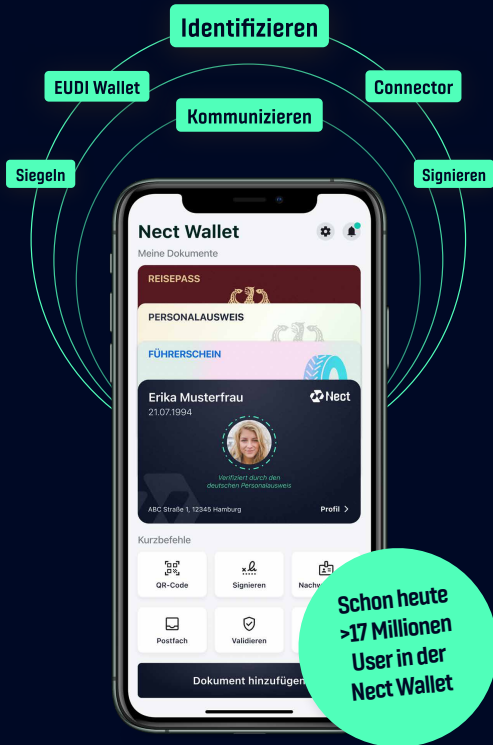 Identifizieren
EUDI Wallet
Connector
Kommunizieren
Siegeln
Signieren
Nect Wallet
Meine Dokumente
REISEPASS
PERSONALAUSWEIS
FÜHRERSCHEIN
Erika Musterfrau
Nect
21.07.1994
Verifiziert durch den
deutschen Personalausweis
ABC Straße 1, 12345 Hamburg
Profil >
Kurzbefehle
QR-Code
Signieren
Nachw
Postfach
Validieren
Dokument hinzufügen
Schon heute
>17 Millionen
User in der
Nect Wallet